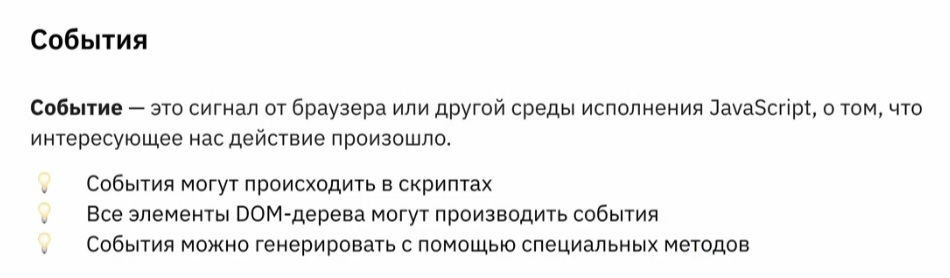 События
Событие — это сигнал от браузера или другой среды исполнения JavaScript, о том, что
интересующее нас действие произошло.
События могут происходить в скриптах
Все элементы DOM-дерева могут производить события
События можно генерировать с помощью специальных методов